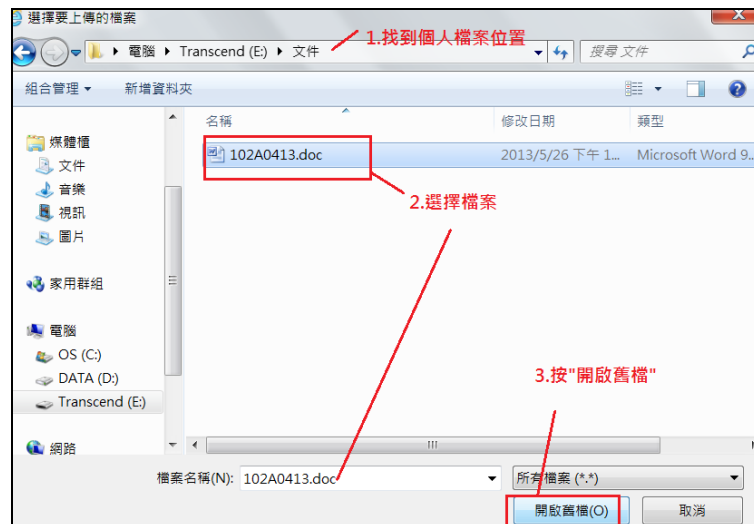 選擇要上傳的檔案
電腦 ▸ Transcend (E:) ▸ 文件
1.找到個人檔案位置
搜尋 文件
組合管理 ▾ 新增資料夾
名稱 修改日期 類型
媒體櫃
文件
音樂
視訊
圖片
家用群組
電腦
OS (C:)
DATA (D:)
Transcend (E:)
網路
102A0413.doc 2013/5/26 下午 1... Microsoft Word 9...
2.選擇檔案
3.按"開啟舊檔"
檔案名稱(N): 102A0413.doc 所有檔案 (*.*)
開啟舊檔(O) 取消